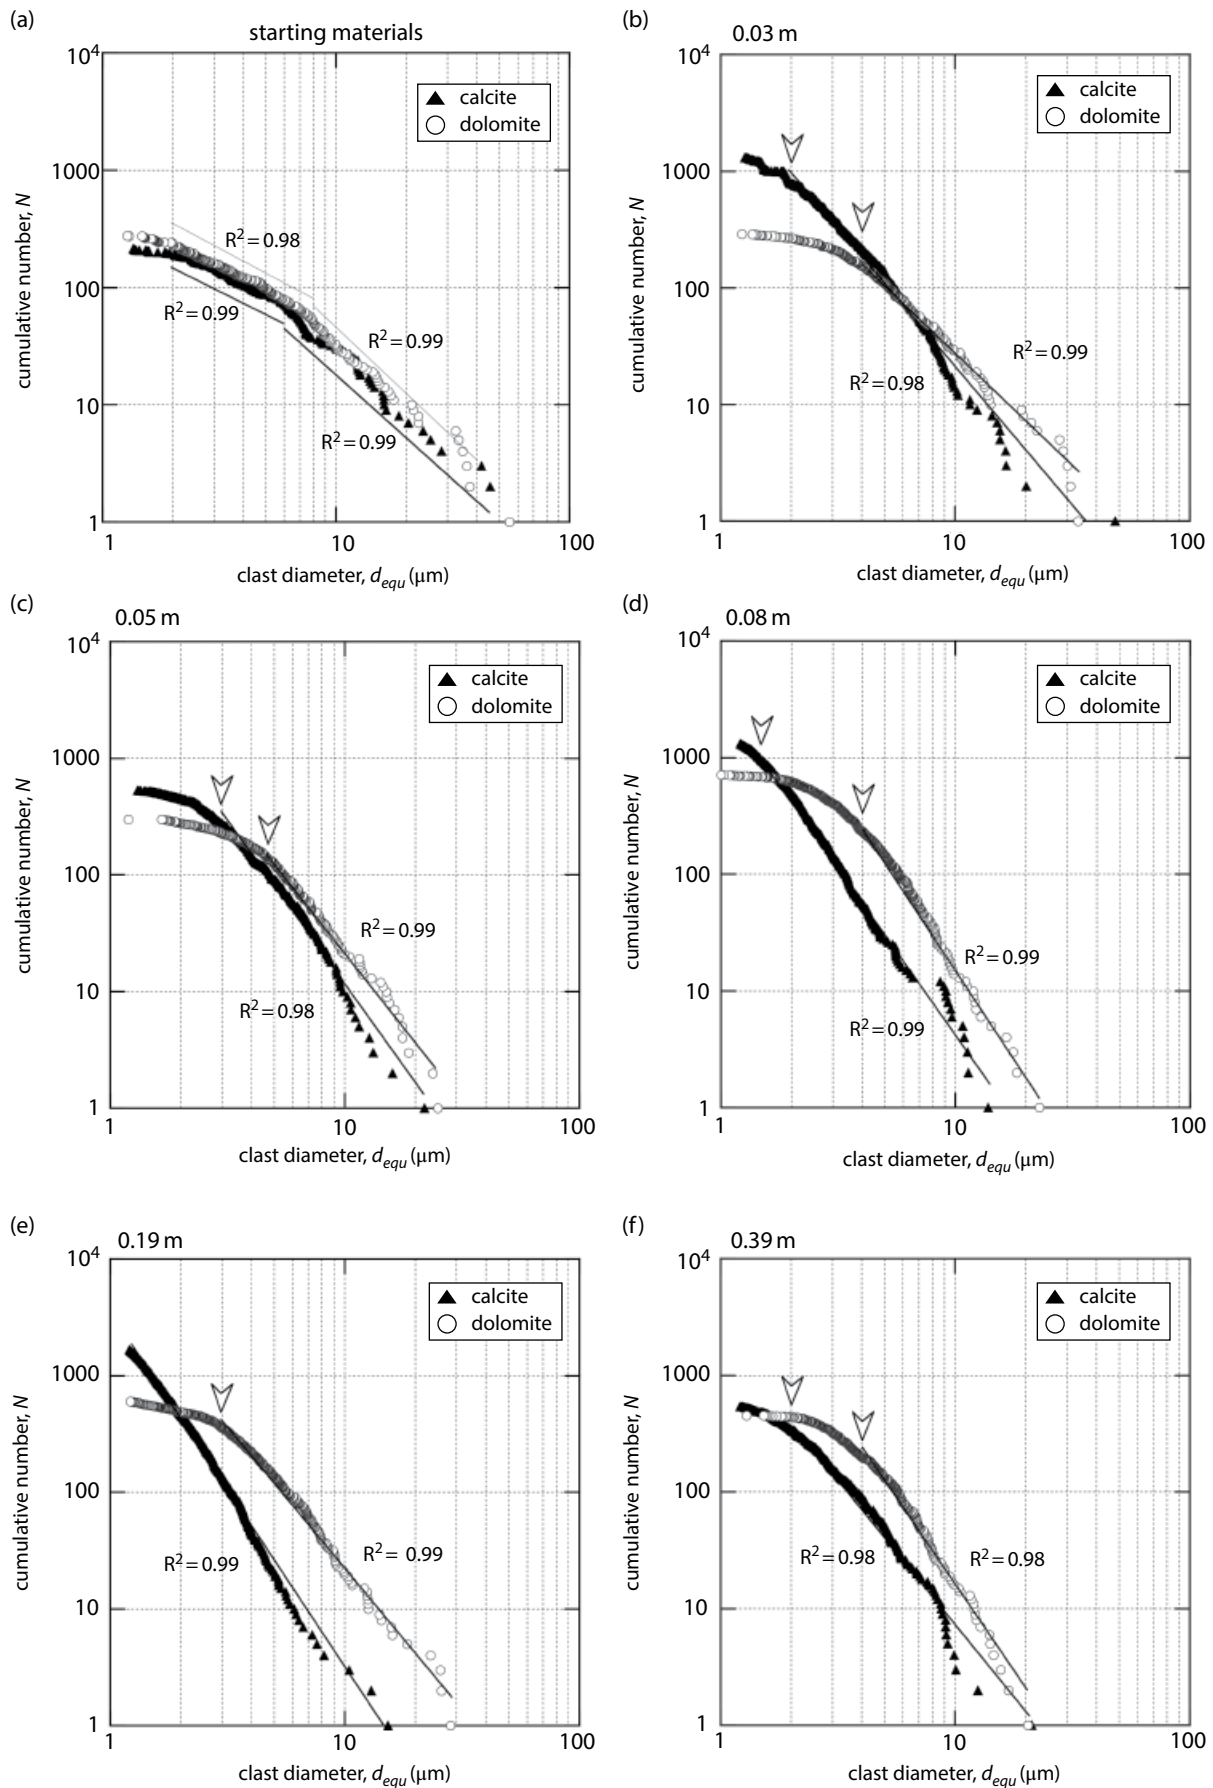 (a)
starting materials
10⁴
1000
100
10
1
cumulative number, N
calcite
dolomite
R² = 0.98
R² = 0.99
R² = 0.99
R² = 0.99
1
10
100
clast diameter, dequ (μm)
(b)
0.03 m
10⁴
1000
100
10
1
cumulative number, N
calcite
dolomite
R² = 0.99
R² = 0.98
1
10
100
clast diameter, dequ (μm)
(c)
0.05 m
10⁴
1000
100
10
1
cumulative number, N
calcite
dolomite
R² = 0.99
R² = 0.98
1
10
100
clast diameter, dequ (μm)
(d)
0.08 m
10⁴
1000
100
10
1
cumulative number, N
calcite
dolomite
R² = 0.99
R² = 0.99
1
10
100
clast diameter, dequ (μm)
(e)
0.19 m
10⁴
1000
100
10
1
cumulative number, N
calcite
dolomite
R² = 0.99
R² = 0.99
1
10
100
clast diameter, dequ (μm)
(f)
0.39 m
10⁴
1000
100
10
1
cumulative number, N
calcite
dolomite
R² = 0.98
R² = 0.98
1
10
100
clast diameter, dequ (μm)